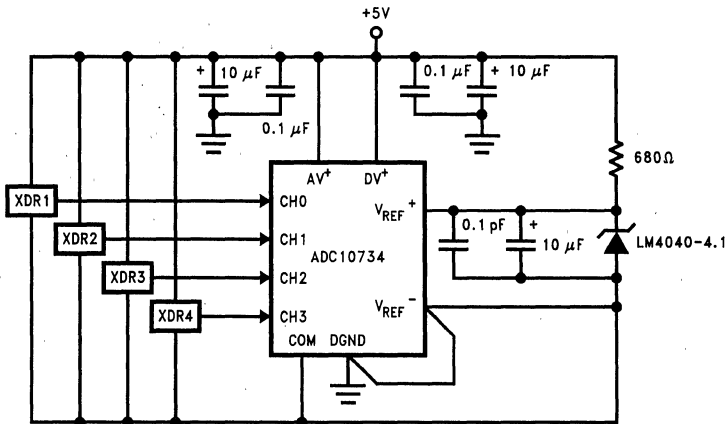 +5V
+ 10 µF
0.1 µF
0.1 µF
+ 10 µF
680Ω
AV+
DV+
XDR1
CH0
VREF+
XDR2
CH1
ADC10734
0.1 pF
+
10 µF
LM4040-4.1
XDR3
CH2
XDR4
CH3
VREF-
COM
DGND